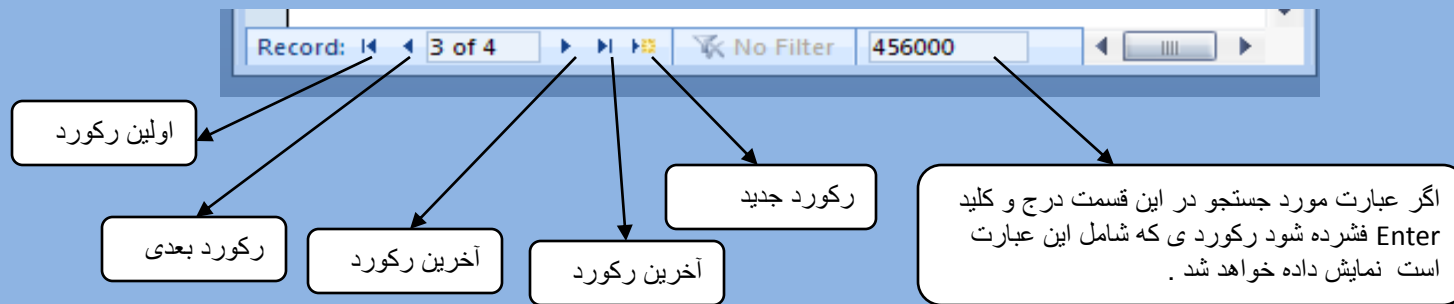 Record: 3 of 4 No Filter 456000
اولین رکورد
رکورد بعدی
آخرین رکورد
آخرین رکورد
رکورد جدید
اگر عبارت مورد جستجو در این قسمت درج و کلید
Enter فشرده شود رکورد ی که شامل این عبارت
است نمایش داده خواهد شد .